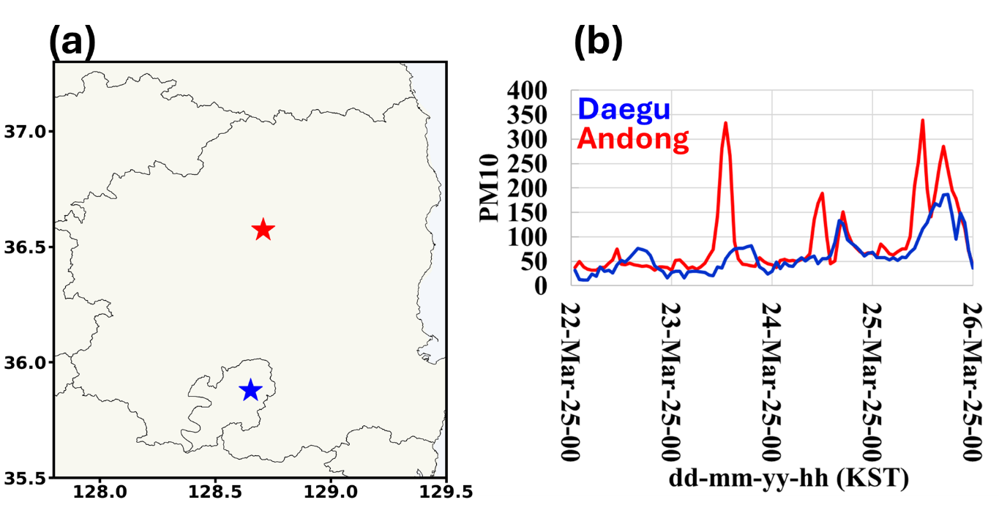 (a)
37.0
36.5
36.0
35.5
128.0
128.5
129.0
129.5
(b)
400
350
300
250
200
150
100
50
0
PM10
Daegu
Andong
22-Mar-25-00
23-Mar-25-00
24-Mar-25-00
25-Mar-25-00
26-Mar-25-00
dd-mm-yy-hh (KST)